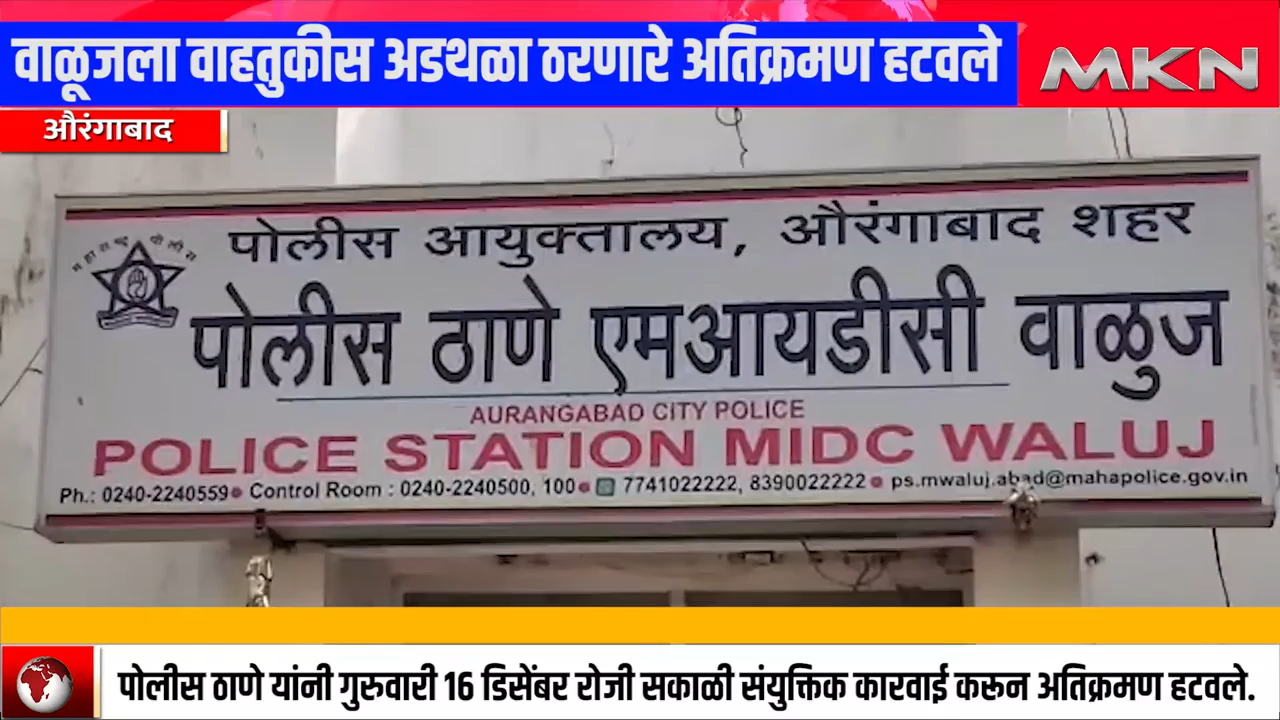 वाळूजला वाहतुकीस अडथळा ठरणारे अतिक्रमण हटवले
MKN
औरंगाबाद
महाराष्ट्र पोलीस
पोलीस आयुक्तालय, औरंगाबाद शहर
पोलीस ठाणे एमआयडीसी वाळुज
AURANGABAD CITY POLICE
POLICE STATION MIDC WALUJ
Ph.: 0240-2240559 • Control Room : 0240-2240500, 100 • 7741022222, 8390022222 • ps.mwaluj.abad@mahapolice.gov.in
पोलीस ठाणे यांनी गुरुवारी 16 डिसेंबर रोजी सकाळी संयुक्तिक कारवाई करून अतिक्रमण हटवले.